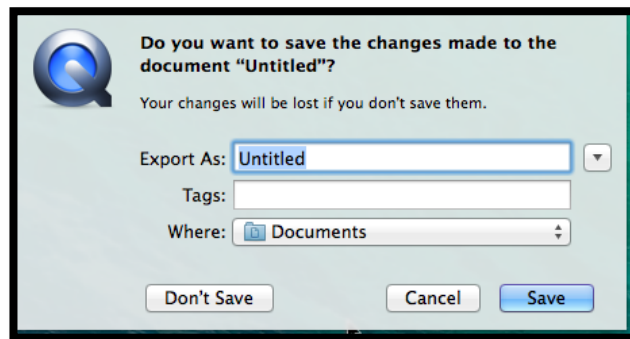 Do you want to save the changes made to the
document “Untitled”?
Your changes will be lost if you don’t save them.
Export As: Untitled
Tags:
Where: Documents
Don’t Save Cancel Save